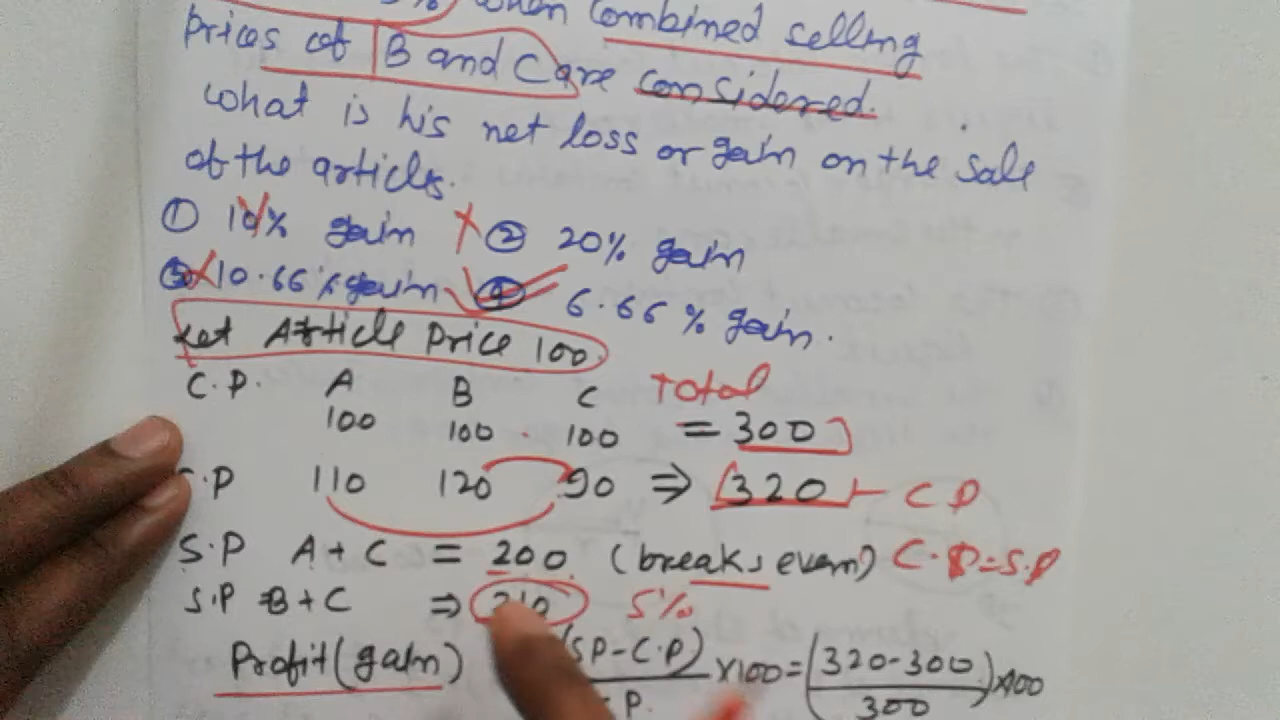 % when combined selling
prices of B and C are considered.
what is his net loss or gain on the sale
of the articles.
① 10% gain ② 20% gain
③ 10.66% gain ④ 6.66% gain.
Let Article Price 100.
C.P. A B C Total
100 100 100 = 300
S.P 110 120 90 ⇒ 320 - C P
S.P A + C = 200 (breaks even) C.P=S.P
S.P B + C ⇒ 210 5%
Profit (gain) (SP-C.P) x100 = (320-300) x100
P. 300